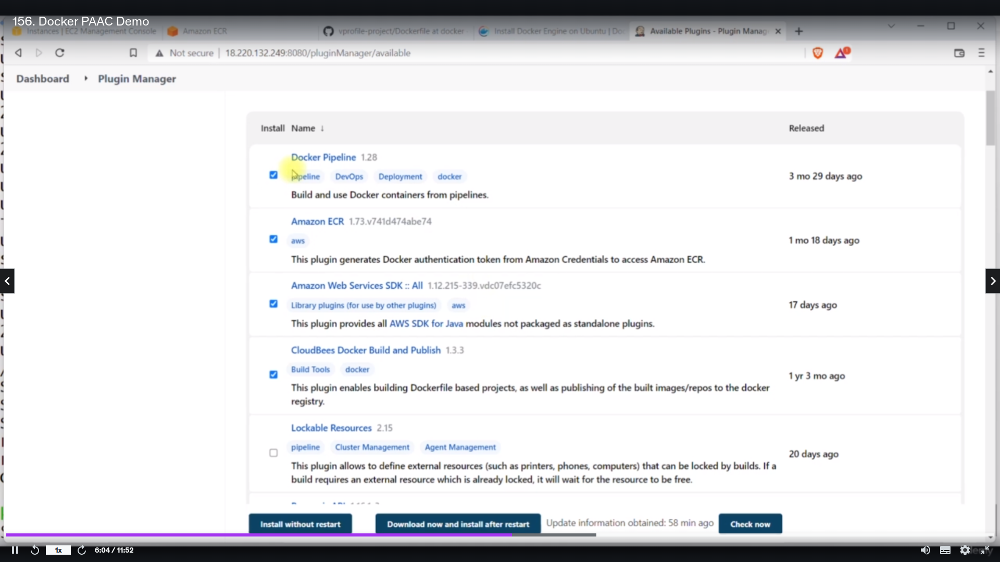 156. Docker PAAC Demo
Instances | EC2 Management Console
Amazon ECR
vprofile-project/Dockerfile at docker
Install Docker Engine on Ubuntu | Do
Available Plugins - Plugin Manag
Not secure
18.220.132.249:8080/pluginManager/available
Dashboard
Plugin Manager
Install Name ↓
Released
Docker Pipeline 1.28
pipeline DevOps Deployment docker
3 mo 29 days ago
Build and use Docker containers from pipelines.
Amazon ECR 1.73.v741d474abe74
aws
1 mo 18 days ago
This plugin generates Docker authentication token from Amazon Credentials to access Amazon ECR.
Amazon Web Services SDK :: All 1.12.215-339.vdc07efc5320c
Library plugins (for use by other plugins) aws
17 days ago
This plugin provides all AWS SDK for Java modules not packaged as standalone plugins.
CloudBees Docker Build and Publish 1.3.3
Build Tools docker
1 yr 3 mo ago
This plugin enables building Dockerfile based projects, as well as publishing of the built images/repos to the docker
registry.
Lockable Resources 2.15
pipeline Cluster Management Agent Management
20 days ago
This plugin allows to define external resources (such as printers, phones, computers) that can be locked by builds. If a
build requires an external resource which is already locked, it will wait for the resource to be free.
Install without restart
Download now and install after restart
Update information obtained: 58 min ago
Check now
1x
6:04 / 11:52